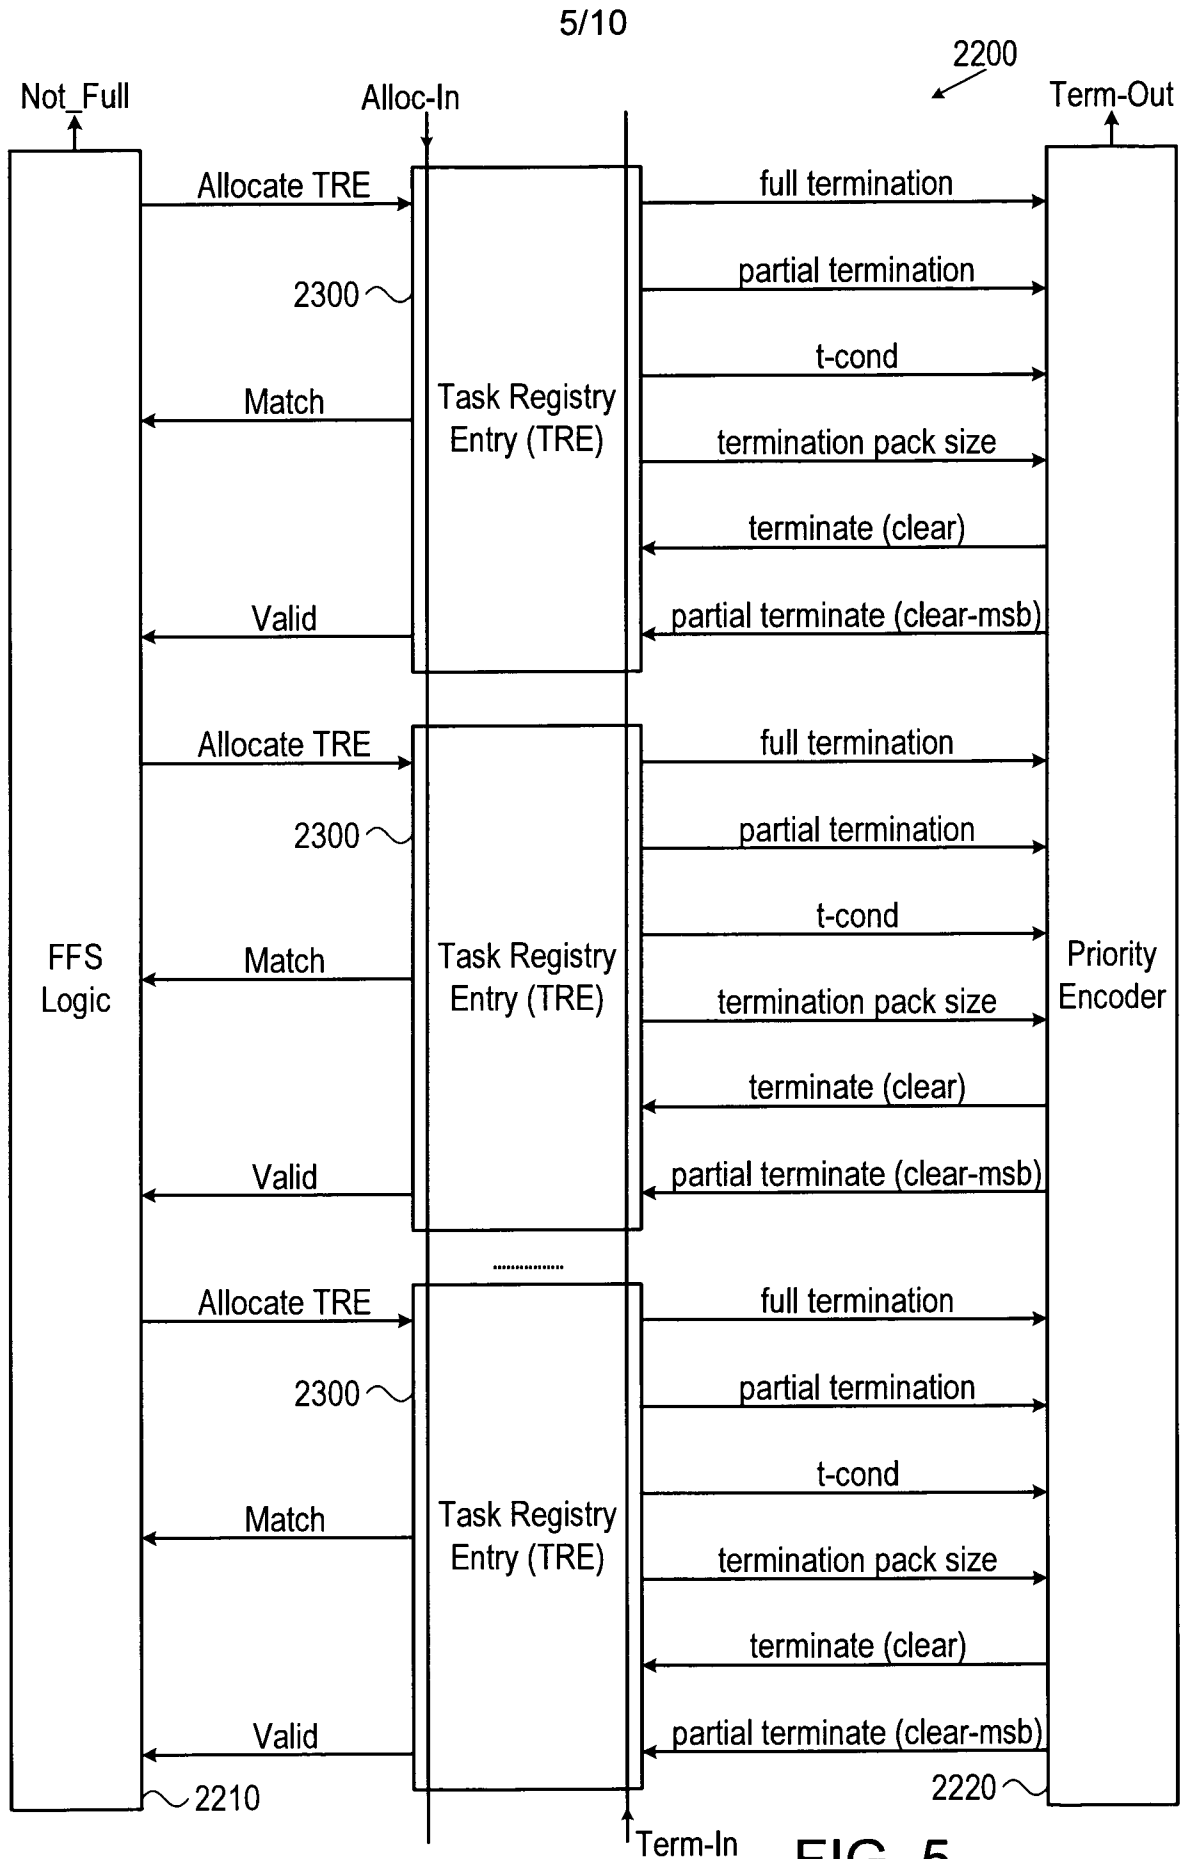 5/10
2200
Not_Full
Alloc-In
Term-Out
Allocate TRE
full termination
2300
partial termination
t-cond
Match
Task Registry
Entry (TRE)
termination pack size
terminate (clear)
Valid
partial terminate (clear-msb)
Allocate TRE
full termination
2300
partial termination
t-cond
FFS
Logic
Match
Task Registry
Entry (TRE)
termination pack size
Priority
Encoder
terminate (clear)
Valid
partial terminate (clear-msb)
Allocate TRE
full termination
2300
partial termination
t-cond
Match
Task Registry
Entry (TRE)
termination pack size
terminate (clear)
Valid
partial terminate (clear-msb)
2210
2220
Term-In
FIG. 5